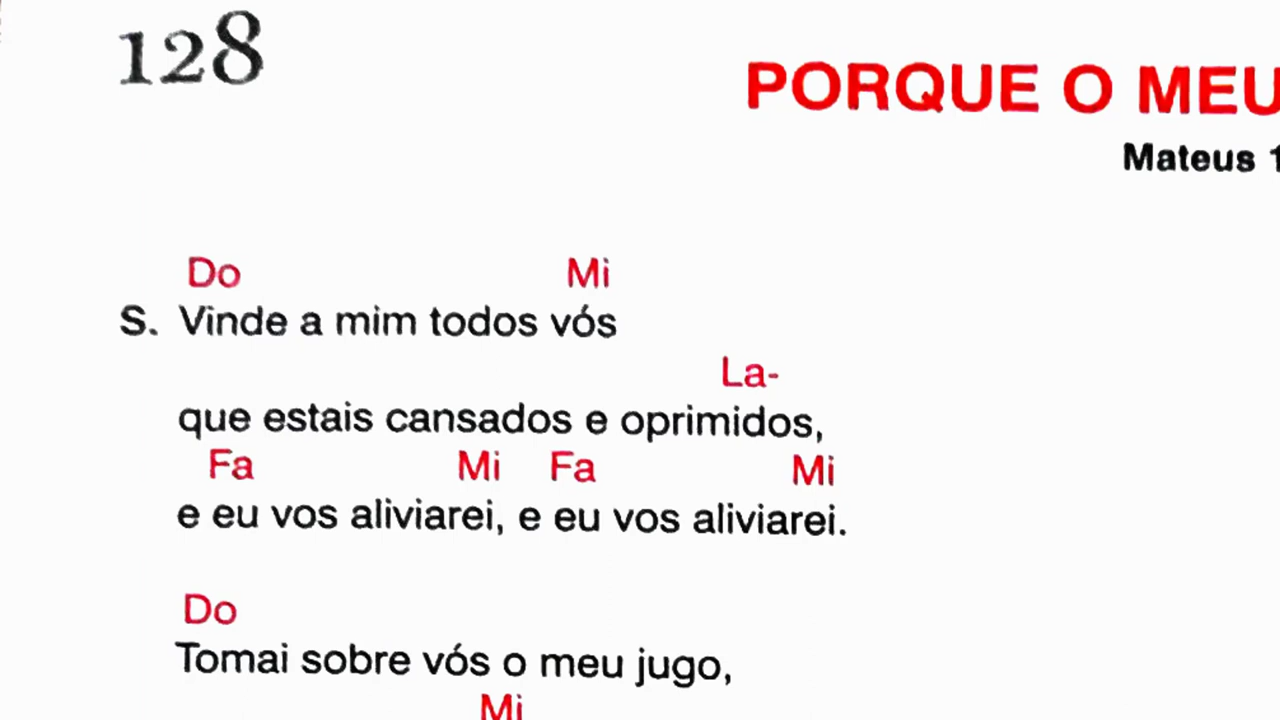 128
PORQUE O MEU
Mateus 1
Do Mi
S. Vinde a mim todos vós
La-
que estais cansados e oprimidos,
Fa Mi Fa Mi
e eu vos aliviarei, e eu vos aliviarei.
Do
Tomai sobre vós o meu jugo,
Mi